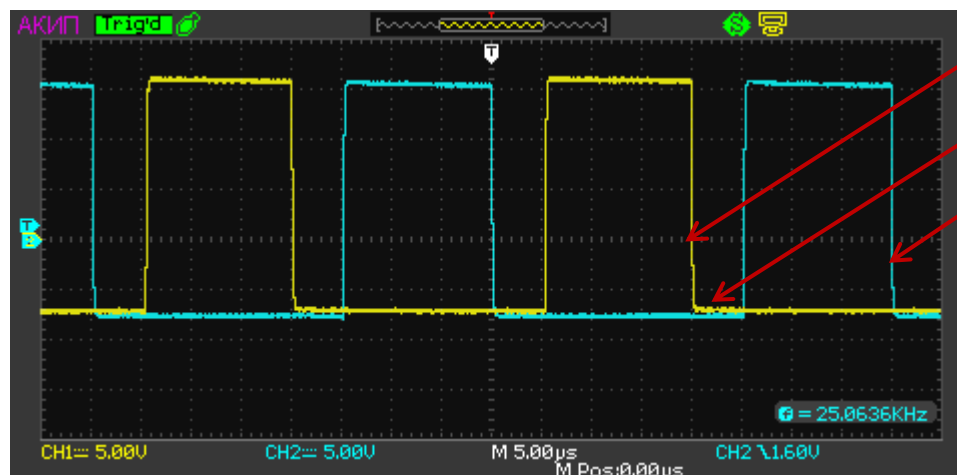 АКИП Trig'd S
T
f = 25.0636KHz
CH1 5.00V CH2 5.00V M 5.00μs CH2 1.60V
M Pos:0.00μs